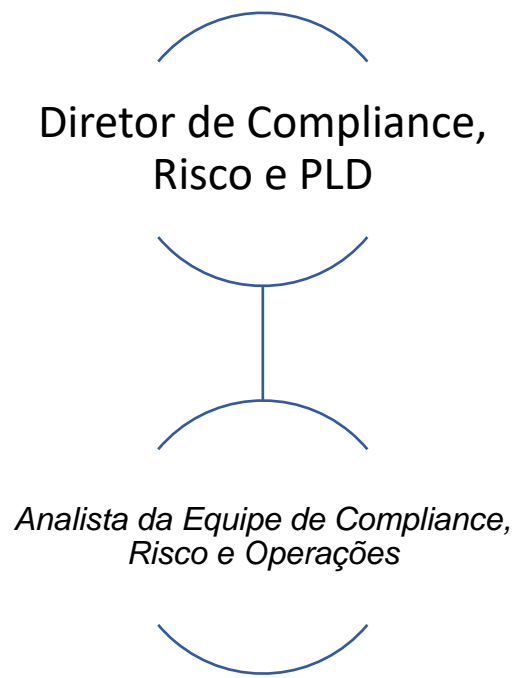 Diretor de Compliance,
Risco e PLD
Analista da Equipe de Compliance,
Risco e Operações